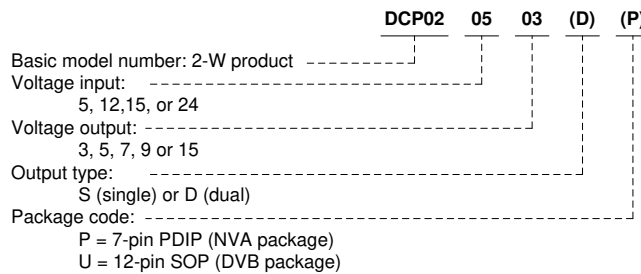 DCP02 05 03 (D) (P)
Basic model number: 2-W product
Voltage input:
5, 12,15, or 24
Voltage output:
3, 5, 7, 9 or 15
Output type:
S (single) or D (dual)
Package code:
P = 7-pin PDIP (NVA package)
U = 12-pin SOP (DVB package)